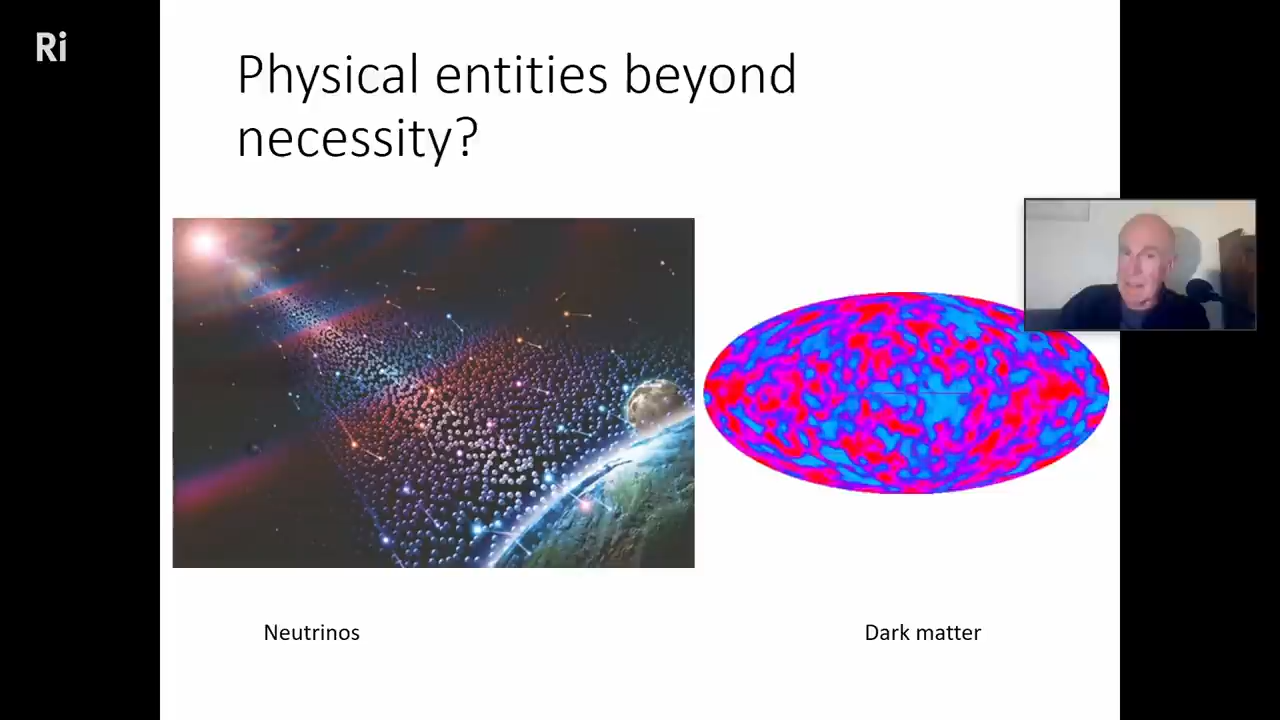 Ri
Physical entities beyond
necessity?
Neutrinos
Dark matter